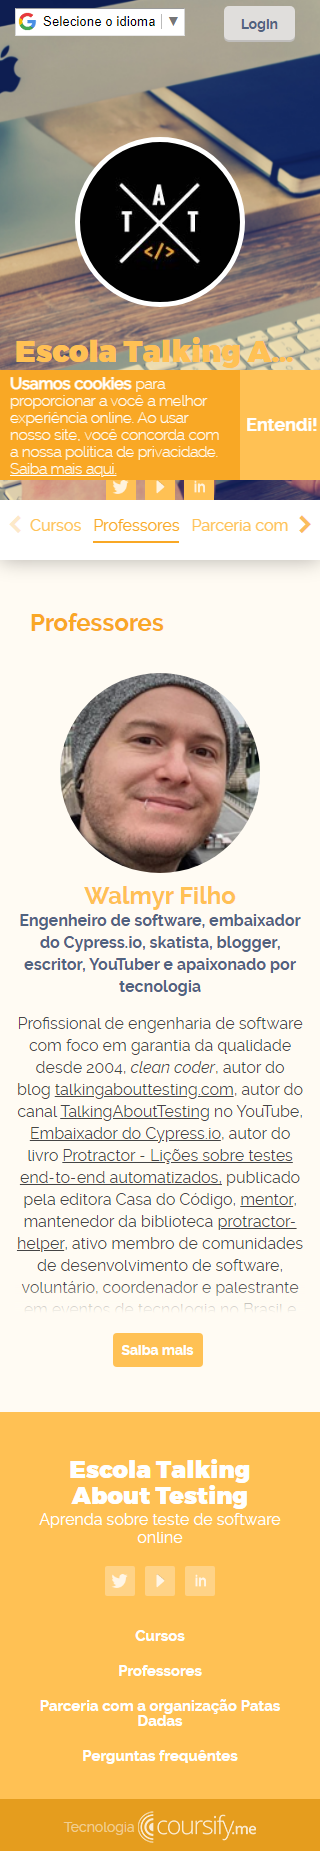 Selecione o idioma ▼
Login
A
T T
</>
Escola Talking A...
Usamos cookies para
proporcionar a você a melhor
experiência online. Ao usar
nosso site, você concorda com
a nossa política de privacidade.
Saiba mais aqui.
Entendi!
in
Cursos Professores Parceria com
Professores
Walmyr Filho
Engenheiro de software, embaixador
do Cypress.io, skatista, blogger,
escritor, YouTuber e apaixonado por
tecnologia
Profissional de engenharia de software
com foco em garantia da qualidade
desde 2004, clean coder, autor do
blog talkingabouttesting.com, autor do
canal TalkingAboutTesting no YouTube,
Embaixador do Cypress.io, autor do
livro Protractor - Lições sobre testes
end-to-end automatizados, publicado
pela editora Casa do Código, mentor,
mantenedor da biblioteca protractor-
helper, ativo membro de comunidades
de desenvolvimento de software,
voluntário, coordenador e palestrante
em eventos de tecnologia no Brasil e
Saiba mais
Escola Talking
About Testing
Aprenda sobre teste de software
online
in
Cursos
Professores
Parceria com a organização Patas
Dadas
Perguntas frequêntes
Tecnologia coursify.me